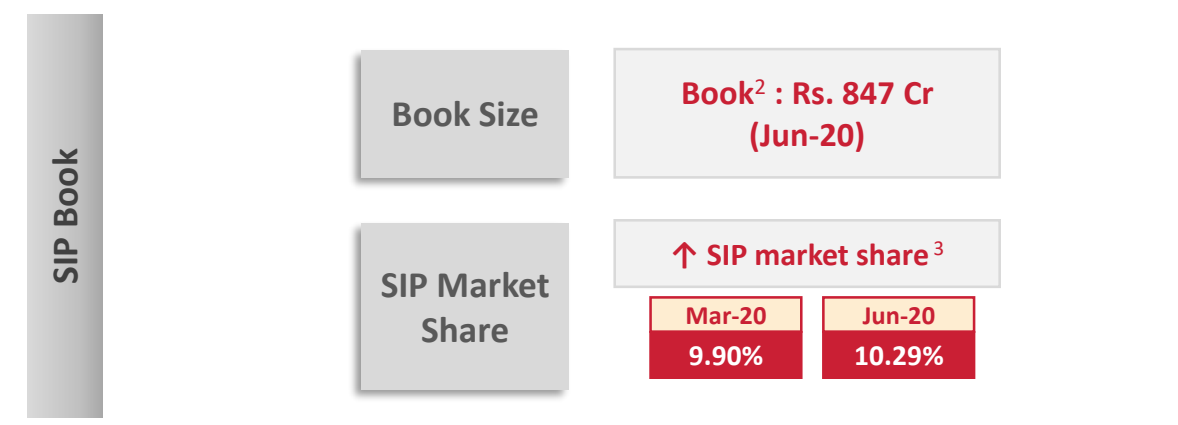 SIP Book
Book Size
Book² : Rs. 847 Cr
(Jun-20)
SIP Market
Share
↑ SIP market share ³
Mar-20
Jun-20
9.90%
10.29%